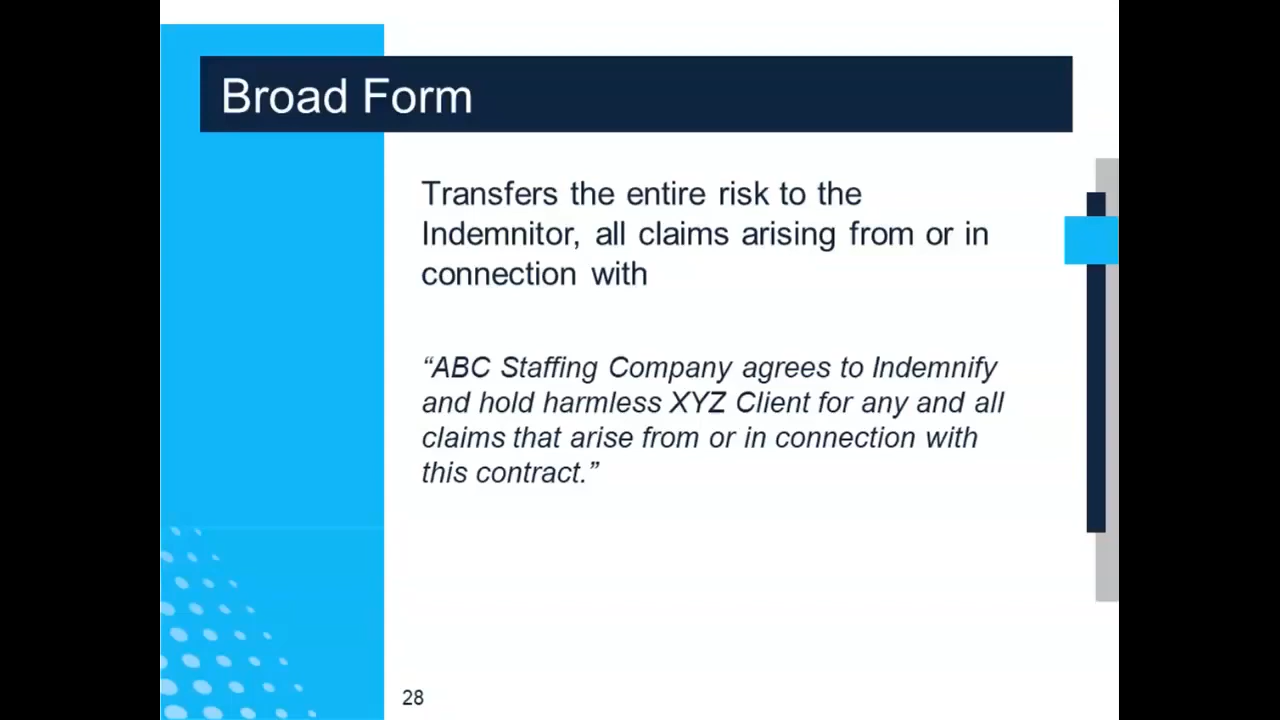 Broad Form
Transfers the entire risk to the
Indemnitor, all claims arising from or in
connection with
“ABC Staffing Company agrees to Indemnify
and hold harmless XYZ Client for any and all
claims that arise from or in connection with
this contract.”
28